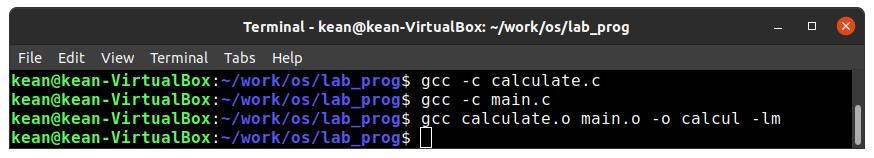 Terminal - kean@kean-VirtualBox: ~/work/os/lab_prog
File Edit View Terminal Tabs Help
kean@kean-VirtualBox:~/work/os/lab_prog$ gcc -c calculate.c
kean@kean-VirtualBox:~/work/os/lab_prog$ gcc -c main.c
kean@kean-VirtualBox:~/work/os/lab_prog$ gcc calculate.o main.o -o calcul -lm
kean@kean-VirtualBox:~/work/os/lab_prog$